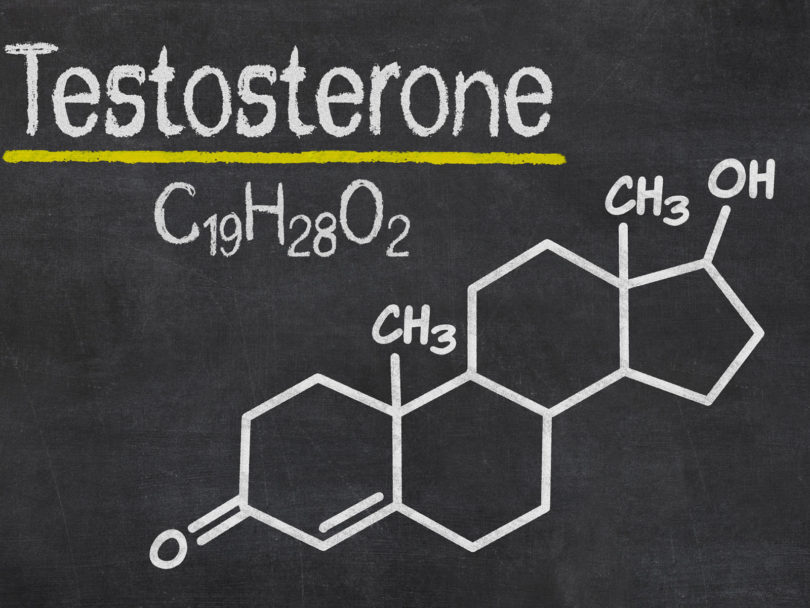 Testosterone
C₁₉H₂₈O₂
OH
CH₃
CH₃
O